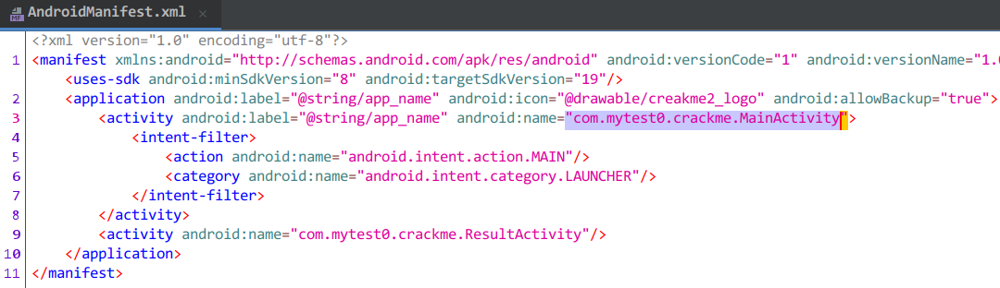 AndroidManifest.xml ×
<?xml version="1.0" encoding="utf-8"?>
1 <manifest xmlns:android="http://schemas.android.com/apk/res/android" android:versionCode="1" android:versionName="1.0
<uses-sdk android:minSdkVersion="8" android:targetSdkVersion="19"/>
2 <application android:label="@string/app_name" android:icon="@drawable/creakme2_logo" android:allowBackup="true">
3 <activity android:label="@string/app_name" android:name="com.mytest0.crackme.MainActivity">
4 <intent-filter>
5 <action android:name="android.intent.action.MAIN"/>
6 <category android:name="android.intent.category.LAUNCHER"/>
7 </intent-filter>
8 </activity>
9 <activity android:name="com.mytest0.crackme.ResultActivity"/>
10 </application>
11 </manifest>